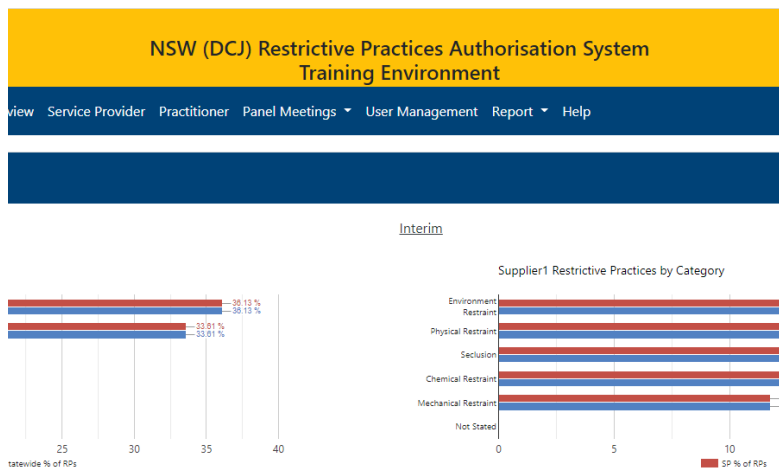 NSW (DCJ) Restrictive Practices Authorisation System
Training Environment
view Service Provider Practitioner Panel Meetings User Management Report Help
Interim
Supplier1 Restrictive Practices by Category
36.13 %
36.13 %
33.61 %
33.61 %
25 30 35 40
tatewide % of RPs
Environment
Restraint
Physical Restraint
Seclusion
Chemical Restraint
Mechanical Restraint
Not Stated
0 5 10
SP % of RPs